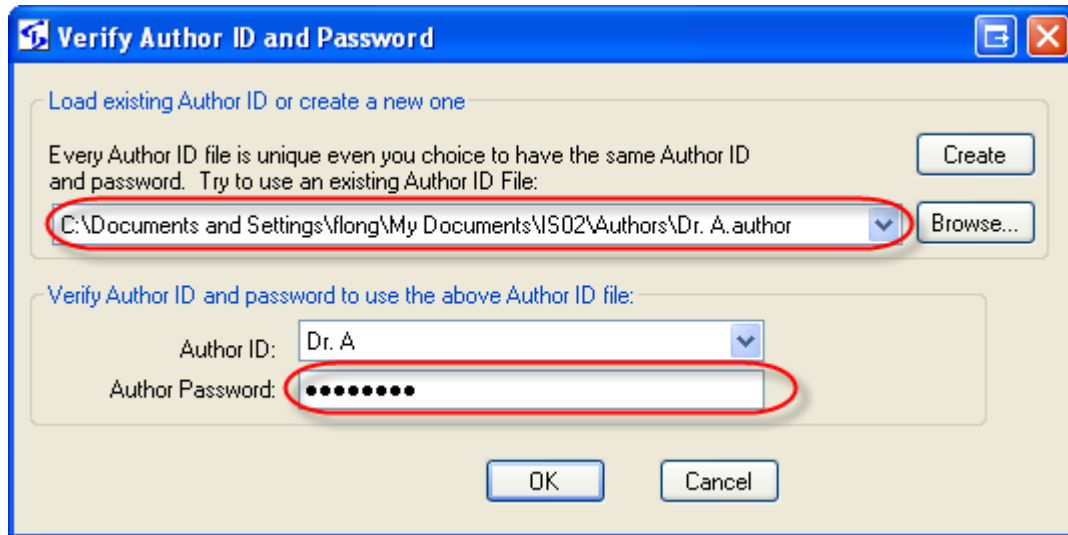 Verify Author ID and Password
Load existing Author ID or create a new one
Every Author ID file is unique even you choice to have the same Author ID
and password. Try to use an existing Author ID File:
Create
C:\Documents and Settings\flong\My Documents\IS02\Authors\Dr. A.author
Browse...
Verify Author ID and password to use the above Author ID file:
Author ID: Dr. A
Author Password: ●●●●●●●●
OK Cancel